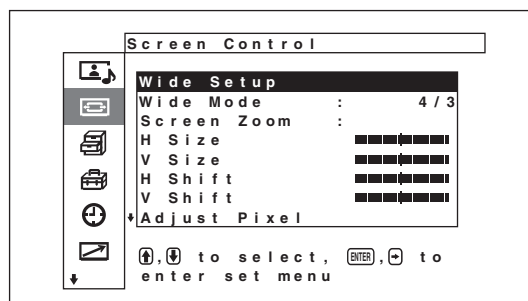 Screen Control
Wide Setup
Wide Mode : 4/3
Screen Zoom :
H Size
V Size
H Shift
V Shift
Adjust Pixel
, to select, ENTER, to
enter set menu